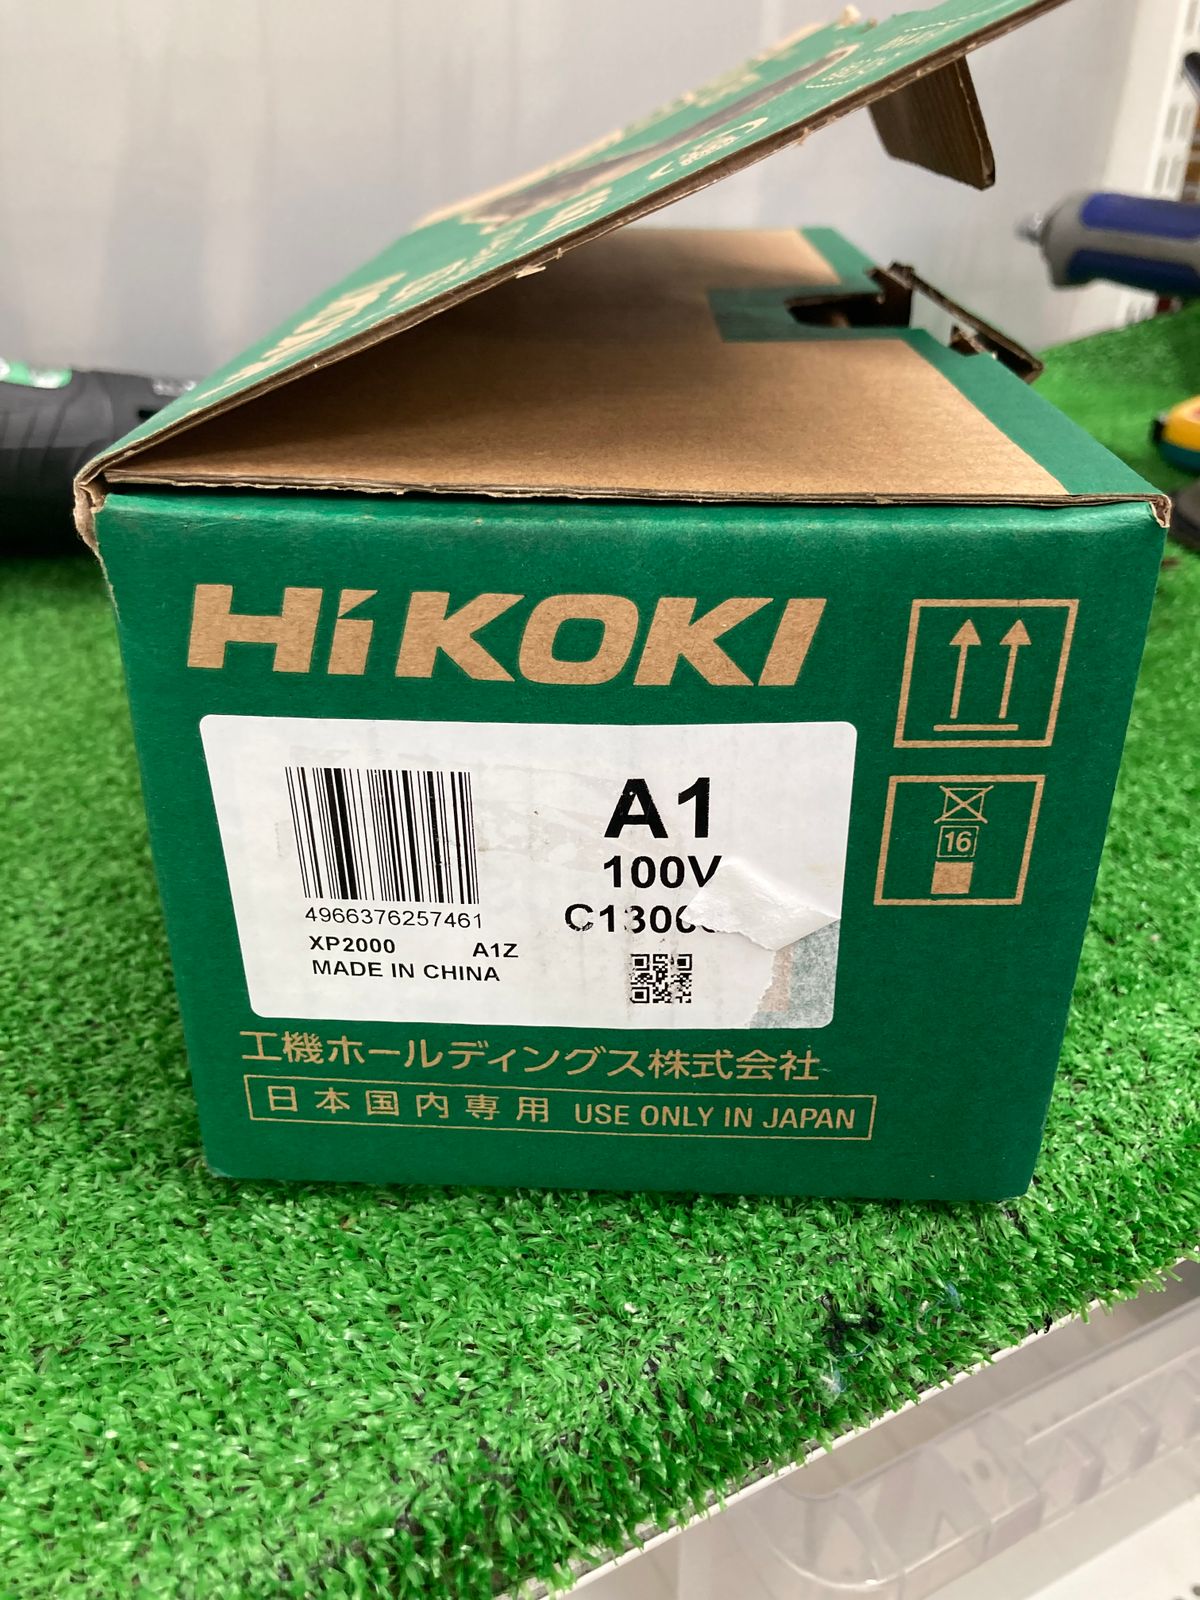 HiKOKI
A1
100V
4966376257461
XP2000 A1Z
MADE IN CHINA
16
工機ホールディングス株式会社
日本国内専用 USE ONLY IN JAPAN